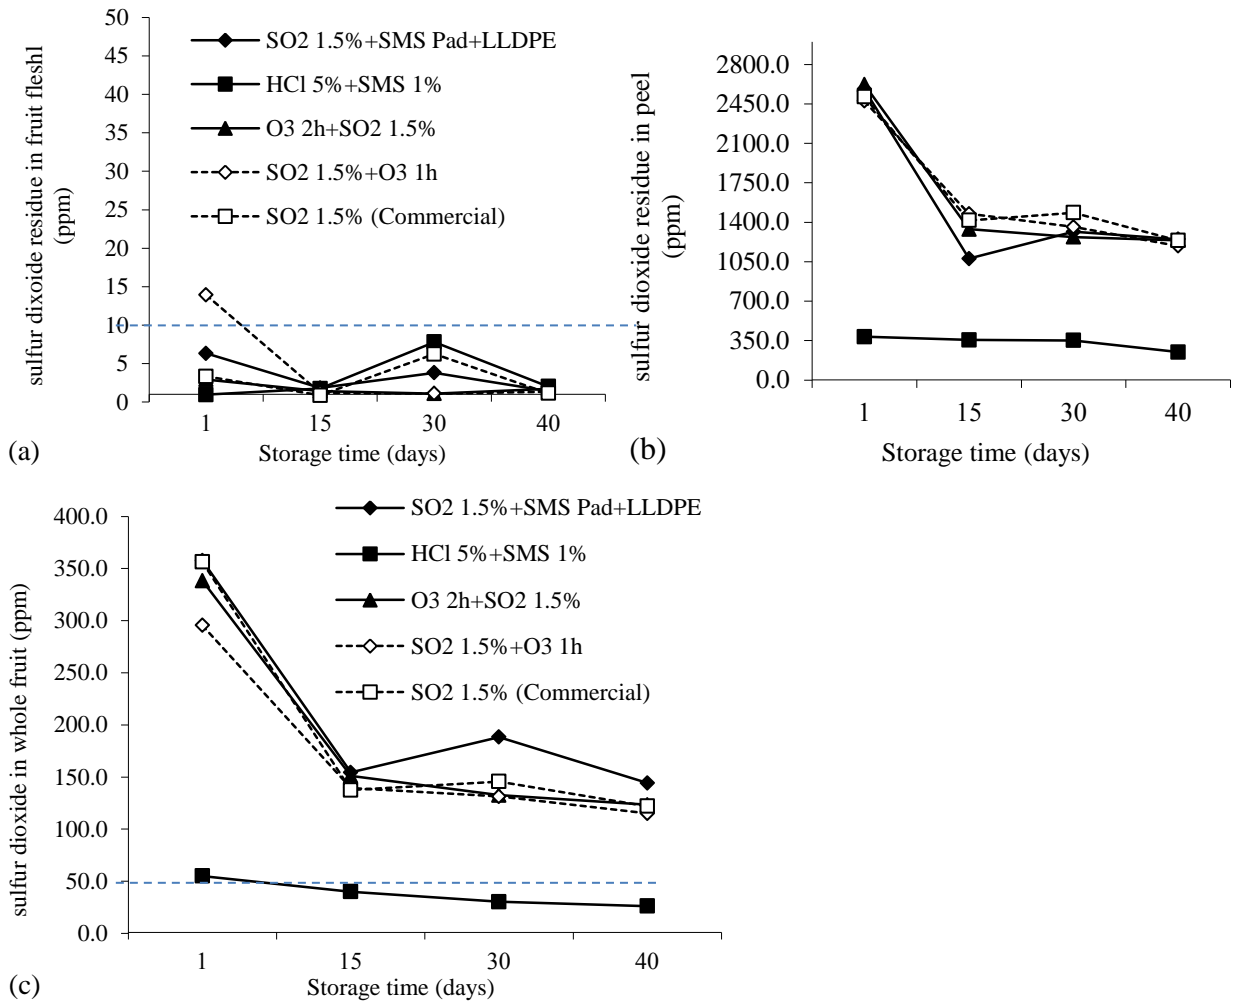 50
45
40
35
30
25
20
15
10
5
0
sulfur dixoide residue in fruit fleshl
(ppm)
SO2 1.5%+SMS Pad+LLDPE
HCl 5%+SMS 1%
O3 2h+SO2 1.5%
SO2 1.5%+O3 1h
SO2 1.5% (Commercial)
1 15 30 40
Storage time (days)
(a)
2800.0
2450.0
2100.0
1750.0
1400.0
1050.0
700.0
350.0
0.0
sulfur dioxide residue in peel
(ppm)
1 15 30 40
Storage time (days)
(b)
400.0
350.0
300.0
250.0
200.0
150.0
100.0
50.0
0.0
sulfur dioxide in whole fruit (ppm)
SO2 1.5%+SMS Pad+LLDPE
HCl 5%+SMS 1%
O3 2h+SO2 1.5%
SO2 1.5%+O3 1h
SO2 1.5% (Commercial)
1 15 30 40
Storage time (days)
(c)